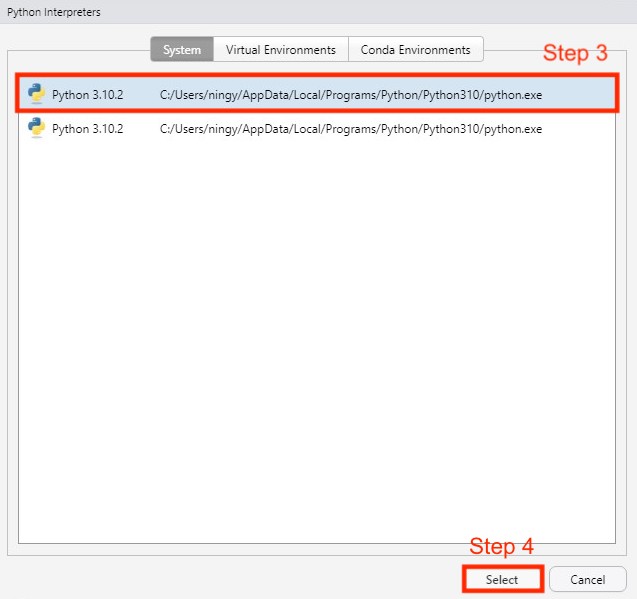 Python Interpreters
System Virtual Environments Conda Environments
Step 3
Python 3.10.2 C:/Users/ningy/AppData/Local/Programs/Python/Python310/python.exe
Python 3.10.2 C:/Users/ningy/AppData/Local/Programs/Python/Python310/python.exe
Step 4
Select Cancel